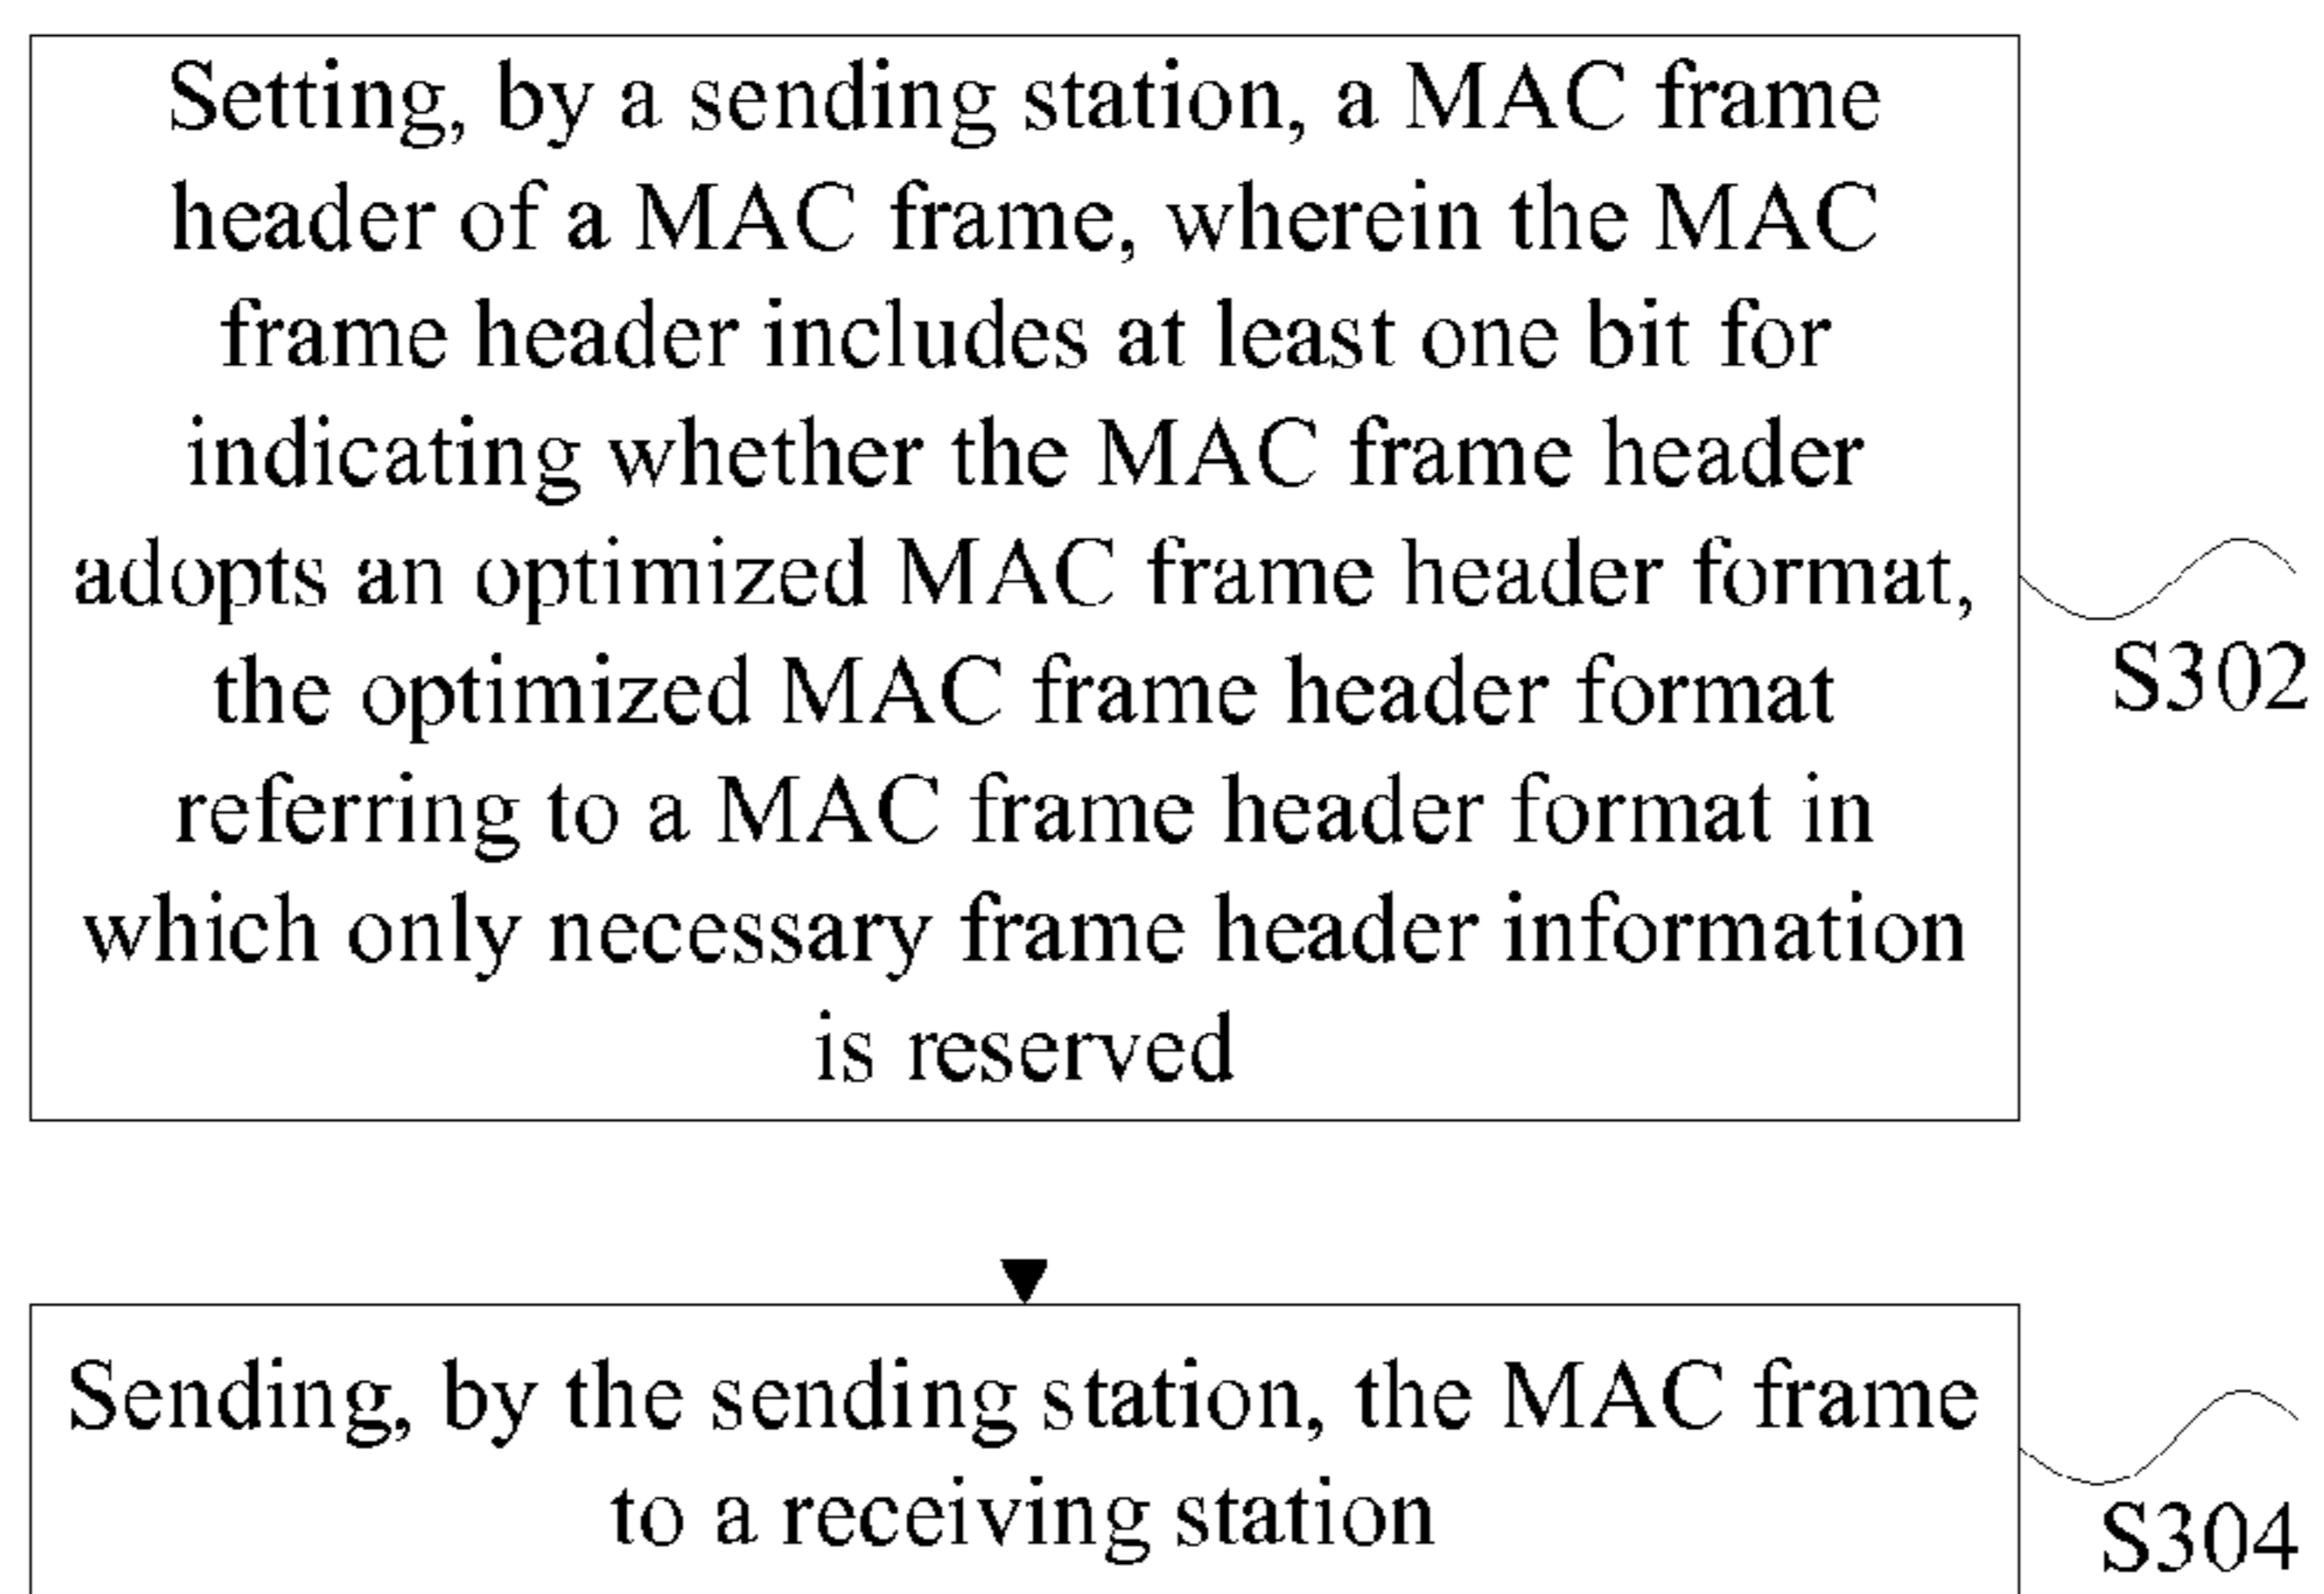 Setting, by a sending station, a MAC frame
header of a MAC frame, wherein the MAC
frame header includes at least one bit for
indicating whether the MAC frame header
adopts an optimized MAC frame header format,
the optimized MAC frame header format
referring to a MAC frame header format in
which only necessary frame header information
is reserved
S302
Sending, by the sending station, the MAC frame
to a receiving station
S304